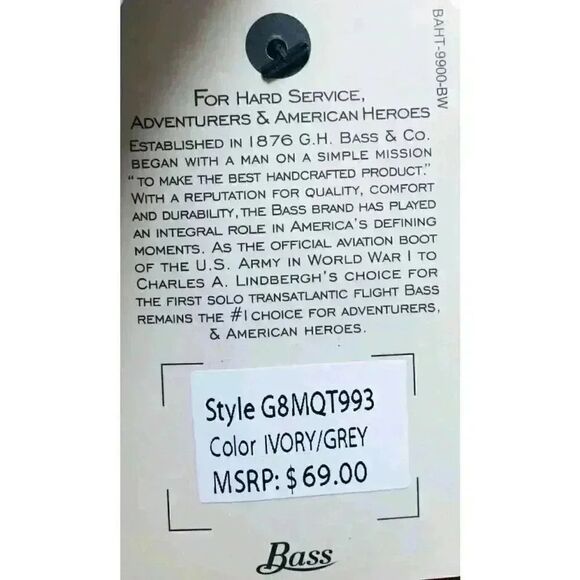 BAHT-9900-BW
FOR HARD SERVICE,
ADVENTURERS & AMERICAN HEROES
ESTABLISHED IN 1876 G.H. BASS & CO.
BEGAN WITH A MAN ON A SIMPLE MISSION
"TO MAKE THE BEST HANDCRAFTED PRODUCT."
WITH A REPUTATION FOR QUALITY, COMFORT
AND DURABILITY, THE BASS BRAND HAS PLAYED
AN INTEGRAL ROLE IN AMERICA'S DEFINING
MOMENTS. AS THE OFFICIAL AVIATION BOOT
OF THE U.S. ARMY IN WORLD WAR I TO
CHARLES A. LINDBERGH'S CHOICE FOR
THE FIRST SOLO TRANSATLANTIC FLIGHT BASS
REMAINS THE #1 CHOICE FOR ADVENTURERS,
& AMERICAN HEROES.
Style G8MQT993
Color IVORY/GREY
MSRP: $69.00
Bass